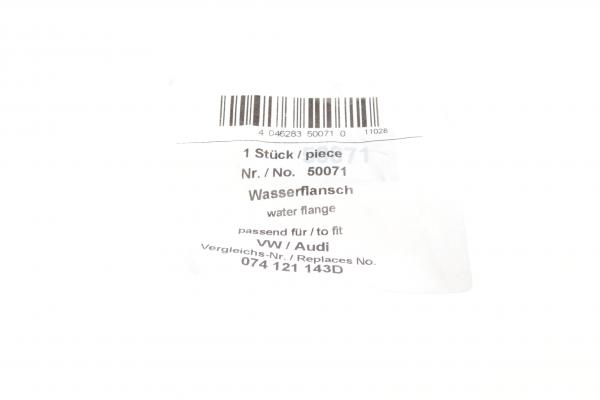 4 046283 500710
11028
1 Stück / piece
50071
Nr. / No. 50071
Wasserflansch
water flange
passend für / to fit
VW / Audi
Vergleichs-Nr. / Replaces No.
074 121 143D